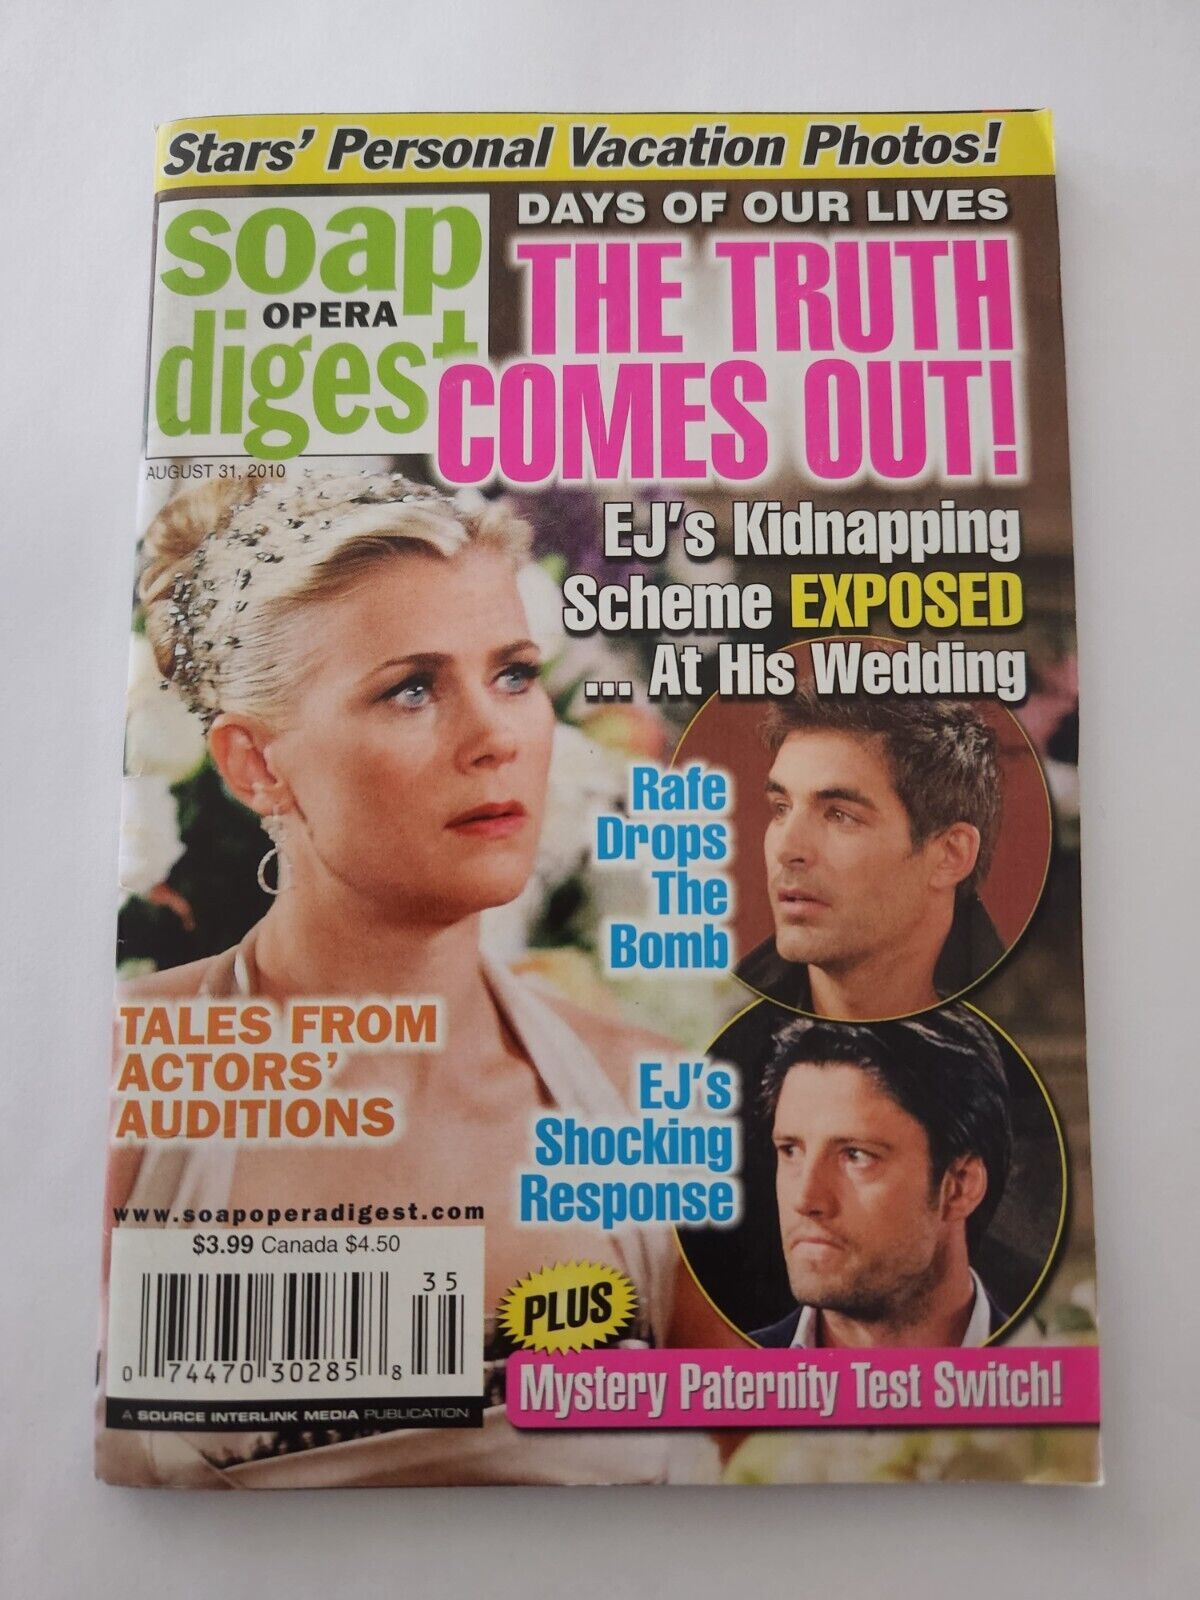 Stars' Personal Vacation Photos!
soap
OPERA
digest
AUGUST 31, 2010
DAYS OF OUR LIVES
THE TRUTH
COMES OUT!
EJ's Kidnapping
Scheme EXPOSED
... At His Wedding
Rafe
Drops
The
Bomb
TALES FROM
ACTORS'
AUDITIONS
EJ's
Shocking
Response
www.soapoperadigest.com
$3.99 Canada $4.50
35
0 74470 30285 8
A SOURCE INTERLINK MEDIA PUBLICATION
PLUS
Mystery Paternity Test Switch!